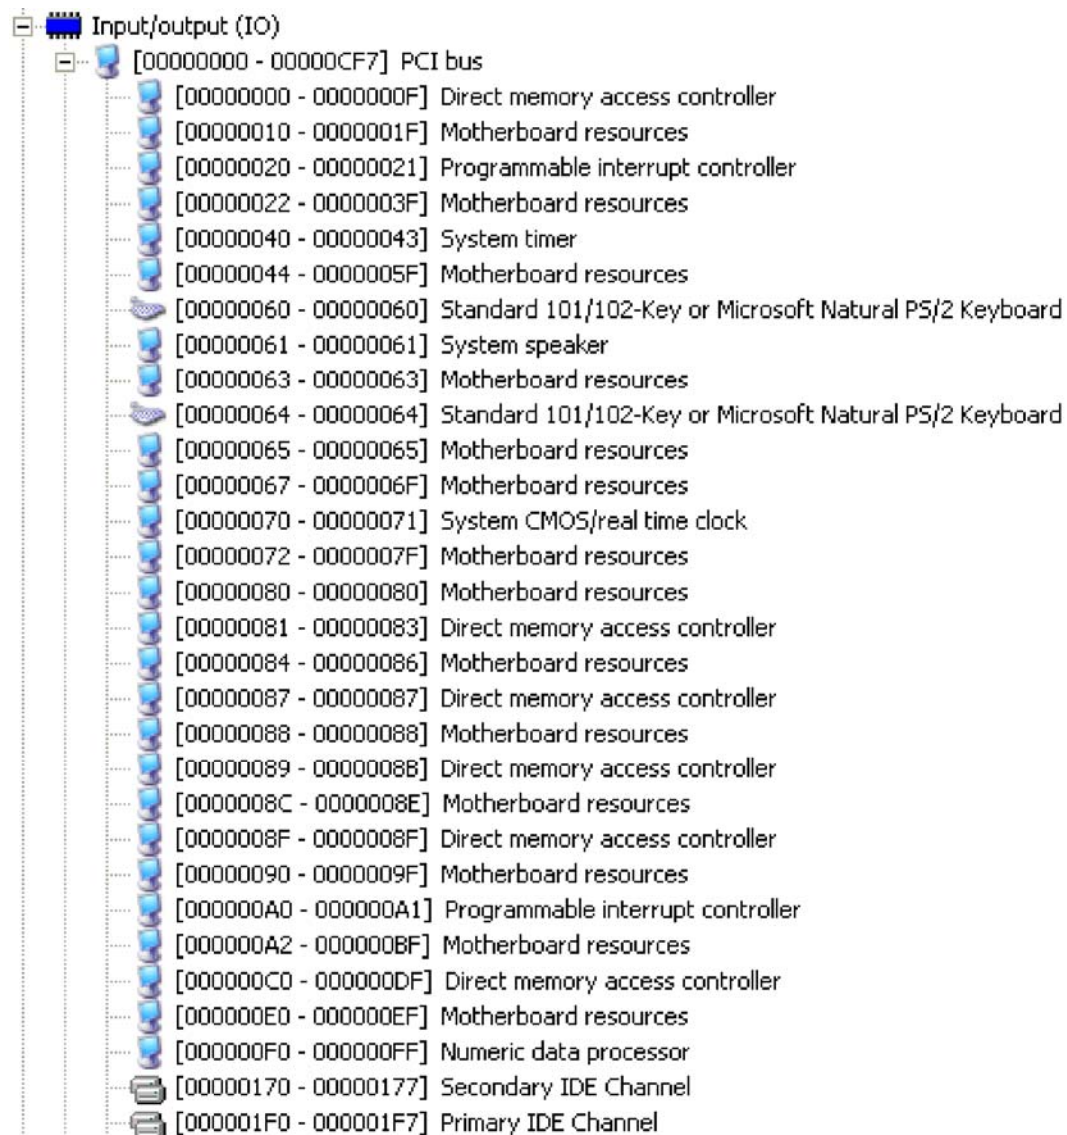 Input/output (IO)
[00000000 - 00000CF7] PCI bus
[00000000 - 0000000F] Direct memory access controller
[00000010 - 0000001F] Motherboard resources
[00000020 - 00000021] Programmable interrupt controller
[00000022 - 0000003F] Motherboard resources
[00000040 - 00000043] System timer
[00000044 - 0000005F] Motherboard resources
[00000060 - 00000060] Standard 101/102-Key or Microsoft Natural PS/2 Keyboard
[00000061 - 00000061] System speaker
[00000063 - 00000063] Motherboard resources
[00000064 - 00000064] Standard 101/102-Key or Microsoft Natural PS/2 Keyboard
[00000065 - 00000065] Motherboard resources
[00000067 - 0000006F] Motherboard resources
[00000070 - 00000071] System CMOS/real time clock
[00000072 - 0000007F] Motherboard resources
[00000080 - 00000080] Motherboard resources
[00000081 - 00000083] Direct memory access controller
[00000084 - 00000086] Motherboard resources
[00000087 - 00000087] Direct memory access controller
[00000088 - 00000088] Motherboard resources
[00000089 - 0000008B] Direct memory access controller
[0000008C - 0000008E] Motherboard resources
[0000008F - 0000008F] Direct memory access controller
[00000090 - 0000009F] Motherboard resources
[000000A0 - 000000A1] Programmable interrupt controller
[000000A2 - 000000BF] Motherboard resources
[000000C0 - 000000DF] Direct memory access controller
[000000E0 - 000000EF] Motherboard resources
[000000F0 - 000000FF] Numeric data processor
[00000170 - 00000177] Secondary IDE Channel
[000001F0 - 000001F7] Primary IDE Channel